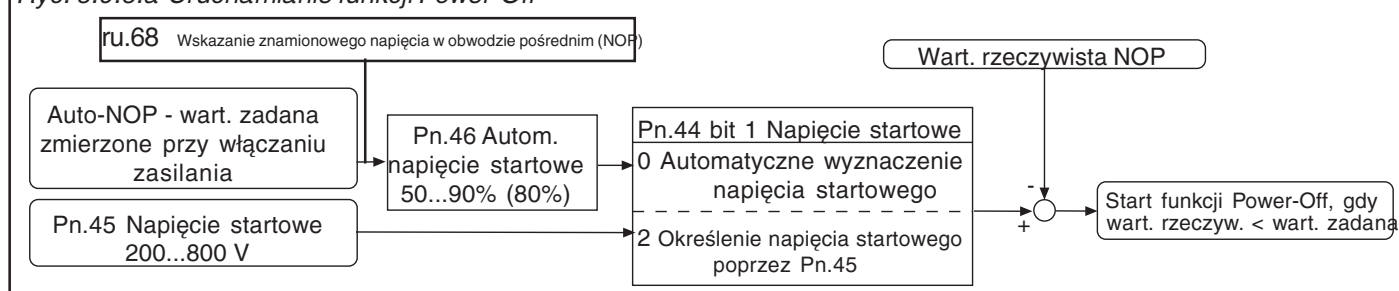 ru.68 Wskazanie znamionowego napięcia w obwodzie pośrednim (NOP)
Wart. rzeczywista NOP
Auto-NOP - wart. zadana
zmierzone przy włączaniu
zasilania
Pn.46 Autom.
napięcie startowe
50...90% (80%)
Pn.44 bit 1 Napięcie startowe
0 Automatyczne wyznaczenie
napięcia startowego
2 Określenie napięcia startowego
poprzez Pn.45
Pn.45 Napięcie startowe
200...800 V
-
+
Start funkcji Power-Off, gdy
wart. rzeczyw. < wart. zadana